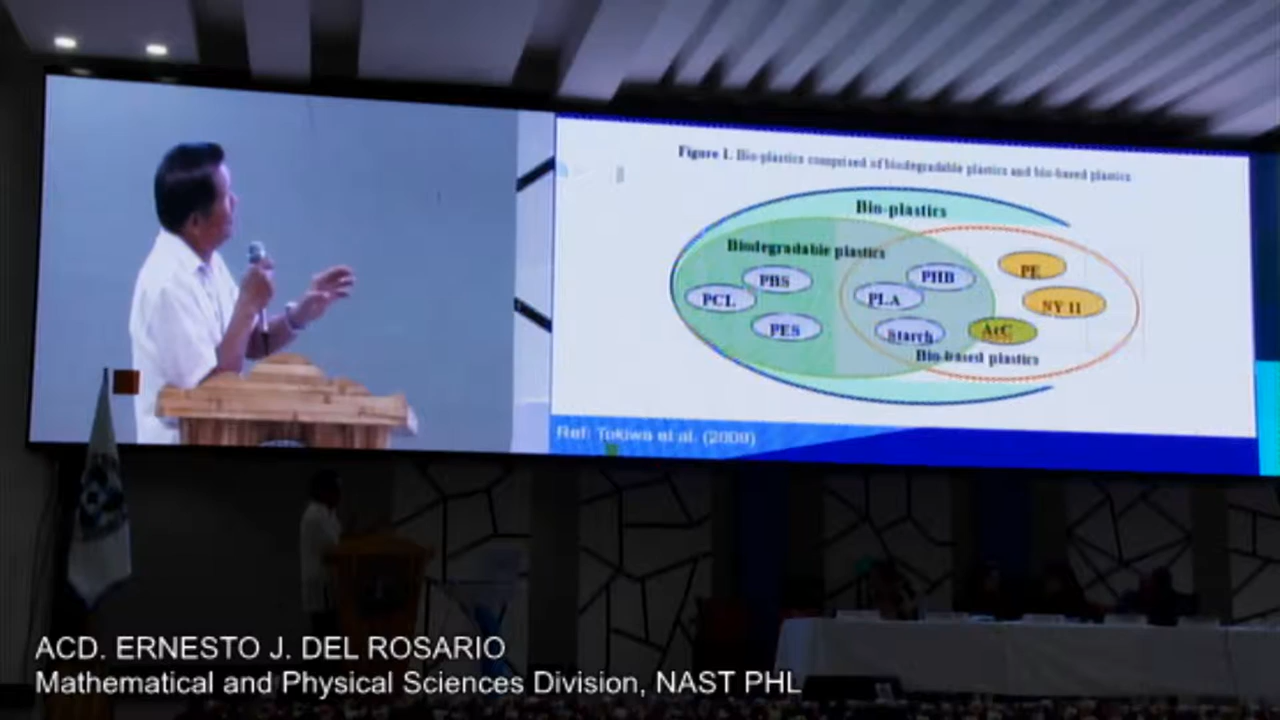 Figure 1. Bio-plastics comprised of biodegradable plastics and bio-based plastics
Bio-plastics
Biodegradable plastics
PBS
PCL
PES
PHB
PLA
Starch
PE
NY 11
AcC
Bio-based plastics
Ref: Tokiwa et al. (2009)
ACD. ERNESTO J. DEL ROSARIO
Mathematical and Physical Sciences Division, NAST PHL